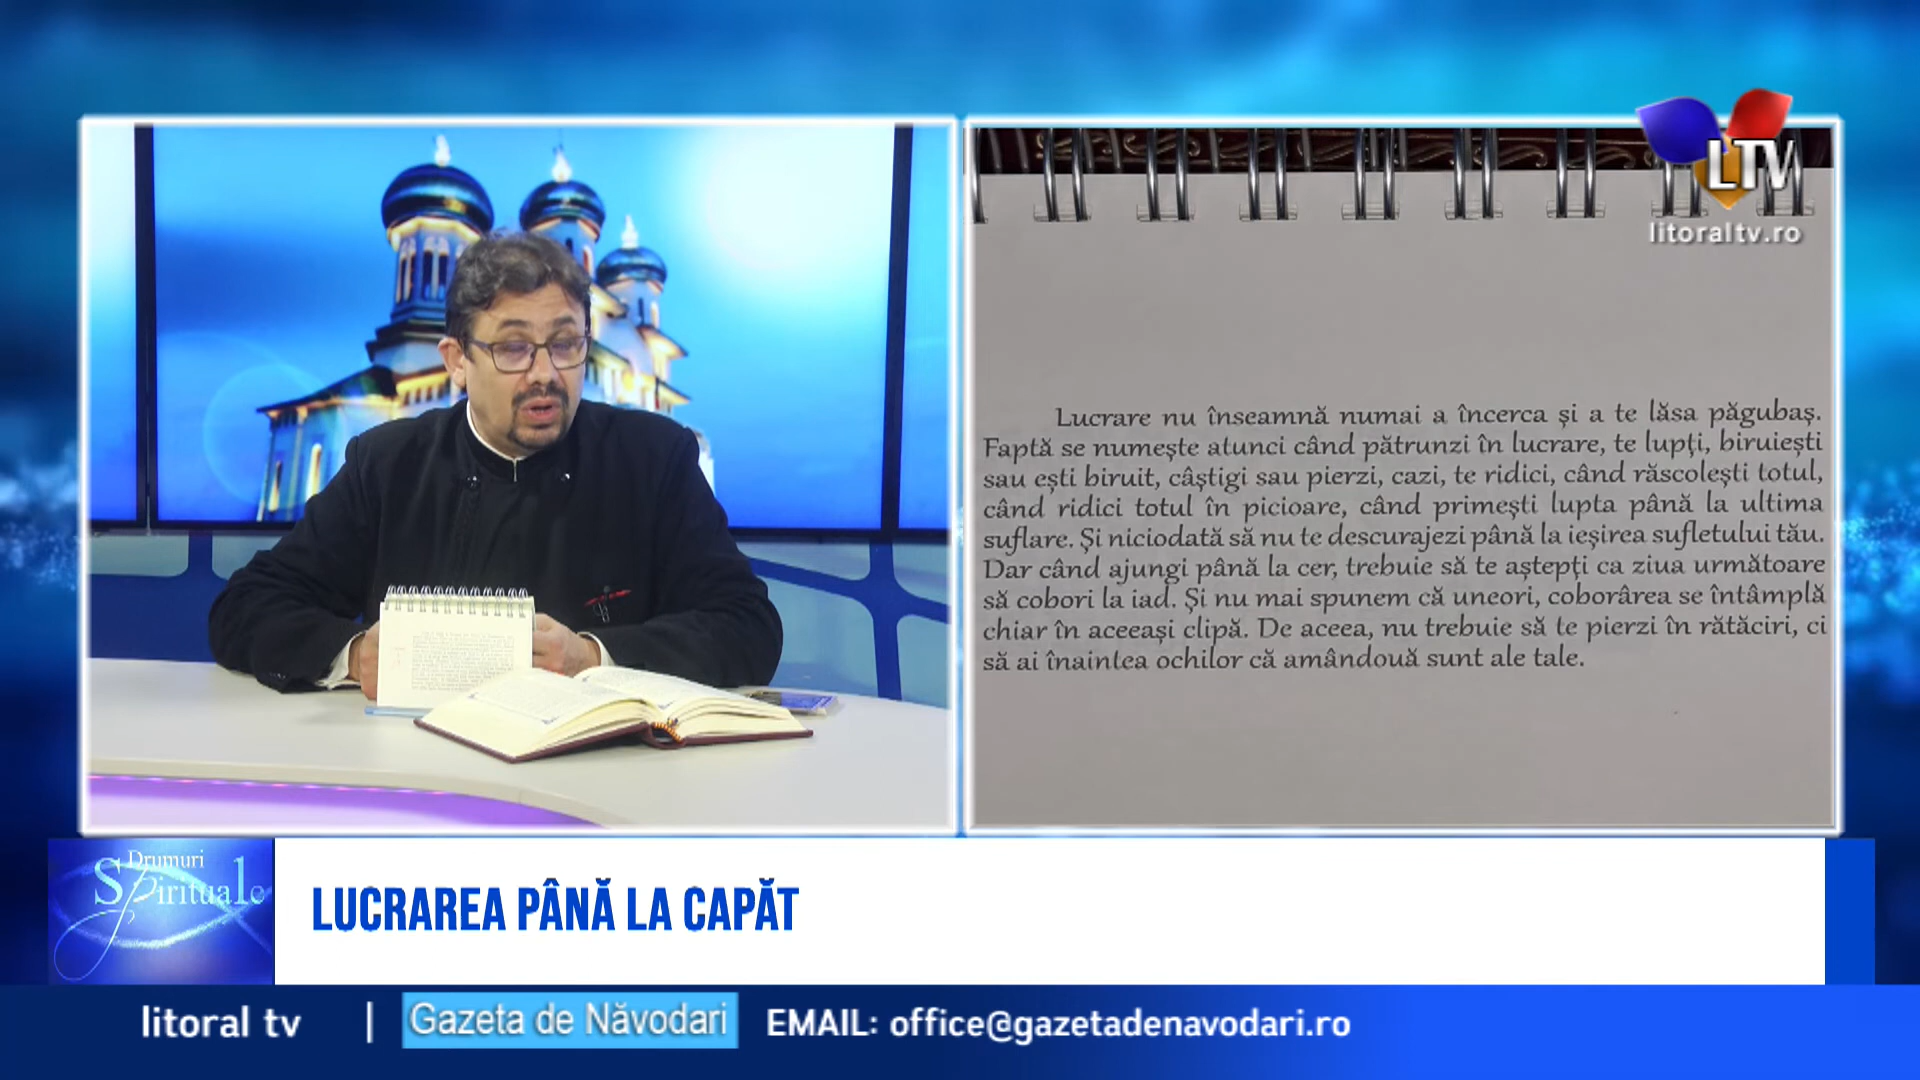 LTV
litoraltv.ro
Lucrare nu înseamnă numai a încerca și a te lăsa păgubaș.
Faptă se numește atunci când pătrunzi în lucrare, te lupți, biruiești
sau ești biruit, câștigi sau pierzi, cazi, te ridici, când răscolești totul,
când ridici totul în picioare, când primești lupta până la ultima
suflare. Și niciodată să nu te descurajezi până la ieșirea sufletului tău.
Dar când ajungi până la cer, trebuie să te aștepți ca ziua următoare
să cobori la iad. Și nu mai spunem că uneori, coborârea se întâmplă
chiar în aceeași clipă. De aceea, nu trebuie să te pierzi în rătăciri, ci
să ai înaintea ochilor că amândouă sunt ale tale.
Drumuri
Spirituale
LUCRAREA PÂNĂ LA CAPĂT
litoral tv | Gazeta de Năvodari EMAIL: office@gazetadenavodari.ro